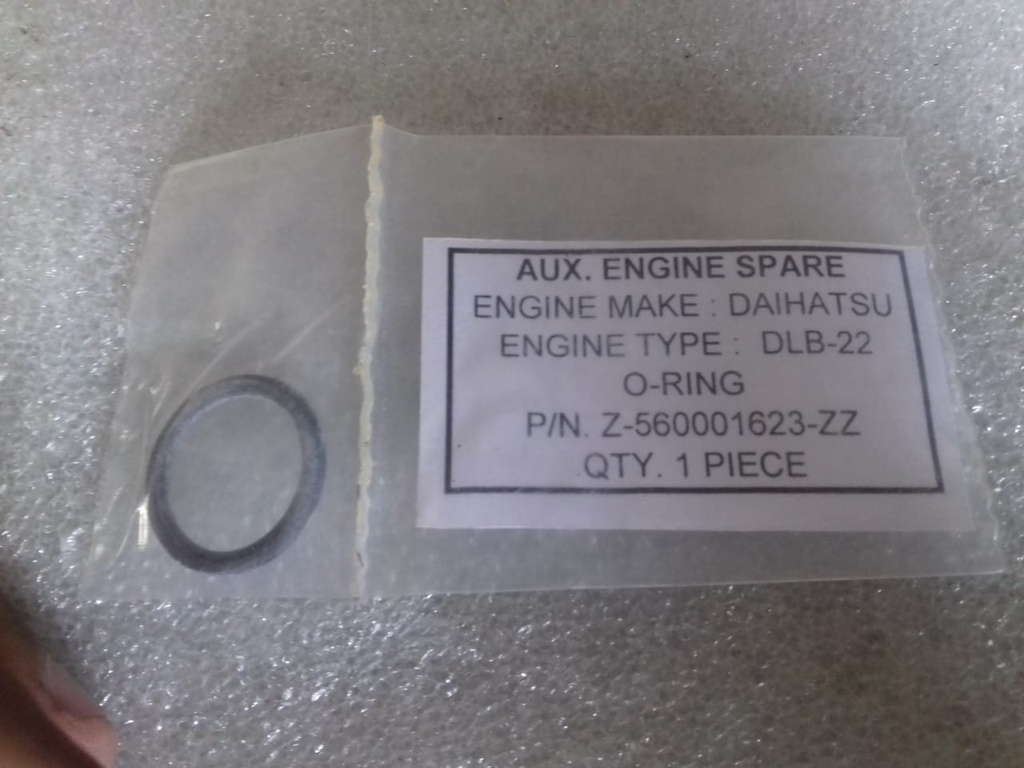 AUX. ENGINE SPARE
ENGINE MAKE : DAIHATSU
ENGINE TYPE : DLB-22
O-RING
P/N. Z-560001623-ZZ
QTY. 1 PIECE